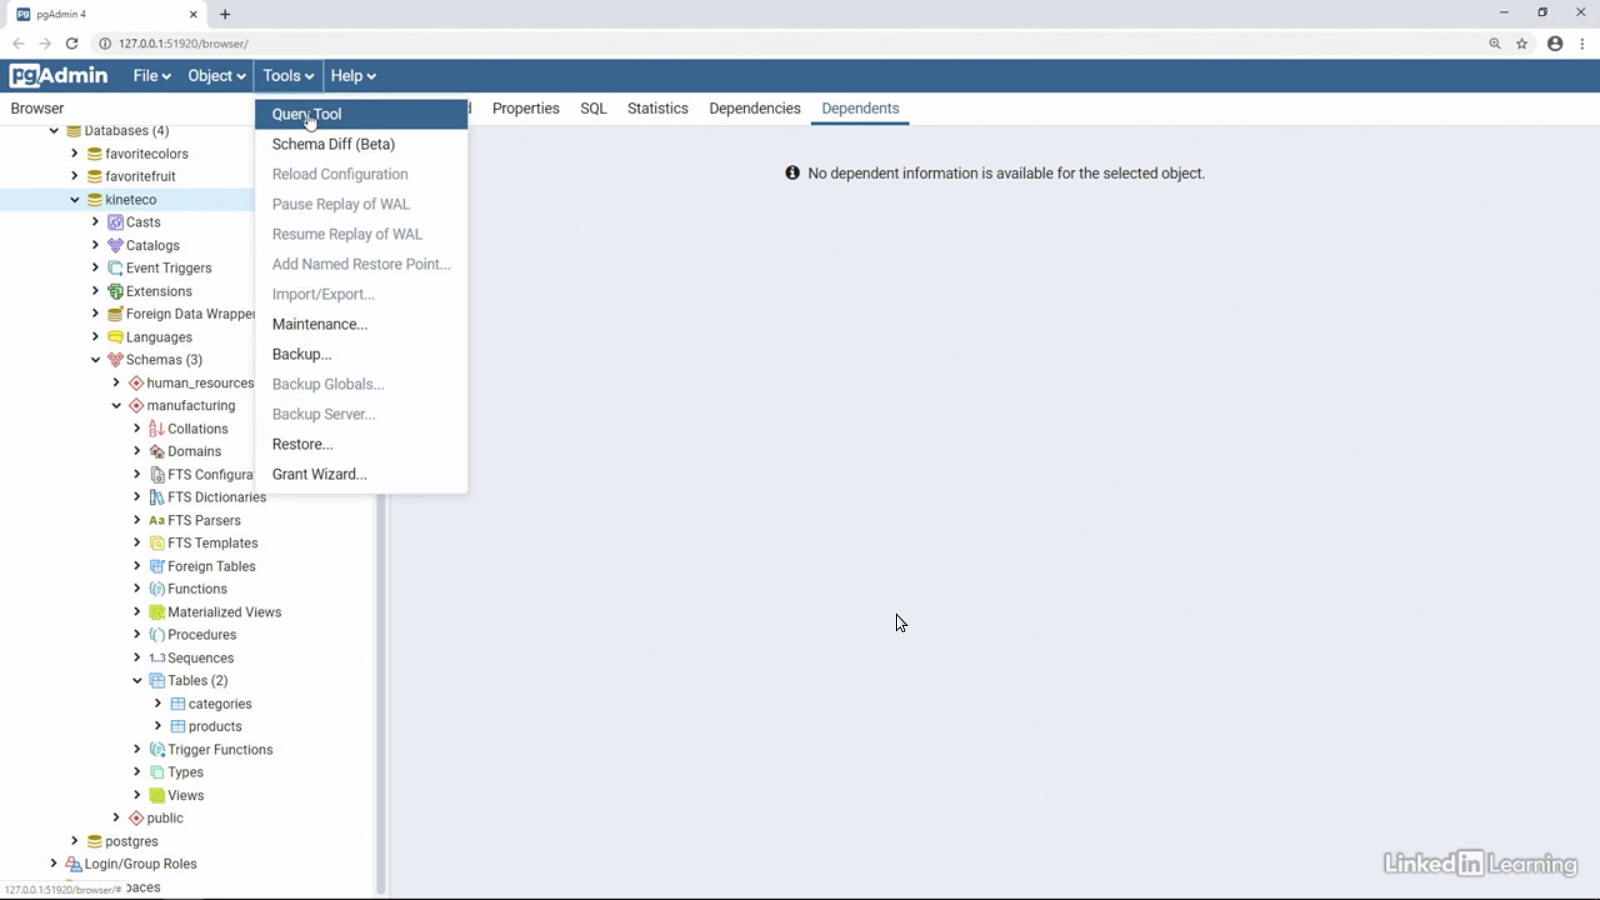 pgAdmin 4
127.0.0.1:51920/browser/
pgAdmin File Object Tools Help
Browser
Properties SQL Statistics Dependencies Dependents
No dependent information is available for the selected object.
Query Tool
Schema Diff (Beta)
Reload Configuration
Pause Replay of WAL
Resume Replay of WAL
Add Named Restore Point...
Import/Export...
Maintenance...
Backup...
Backup Globals...
Backup Server...
Restore...
Grant Wizard...
Databases (4)
favoritecolors
favoritefruit
kineteco
Casts
Catalogs
Event Triggers
Extensions
Foreign Data Wrapper
Languages
Schemas (3)
human_resources
manufacturing
Collations
Domains
FTS Configura
FTS Dictionaries
FTS Parsers
FTS Templates
Foreign Tables
Functions
Materialized Views
Procedures
1..3 Sequences
Tables (2)
categories
products
Trigger Functions
Types
Views
public
postgres
Login/Group Roles
127.0.0.1:51920/browser/# paces
Linked in Learning